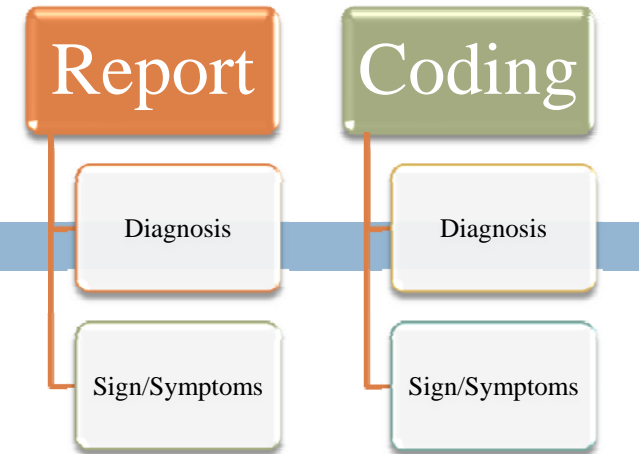 Report
Diagnosis
Sign/Symptoms
Coding
Diagnosis
Sign/Symptoms